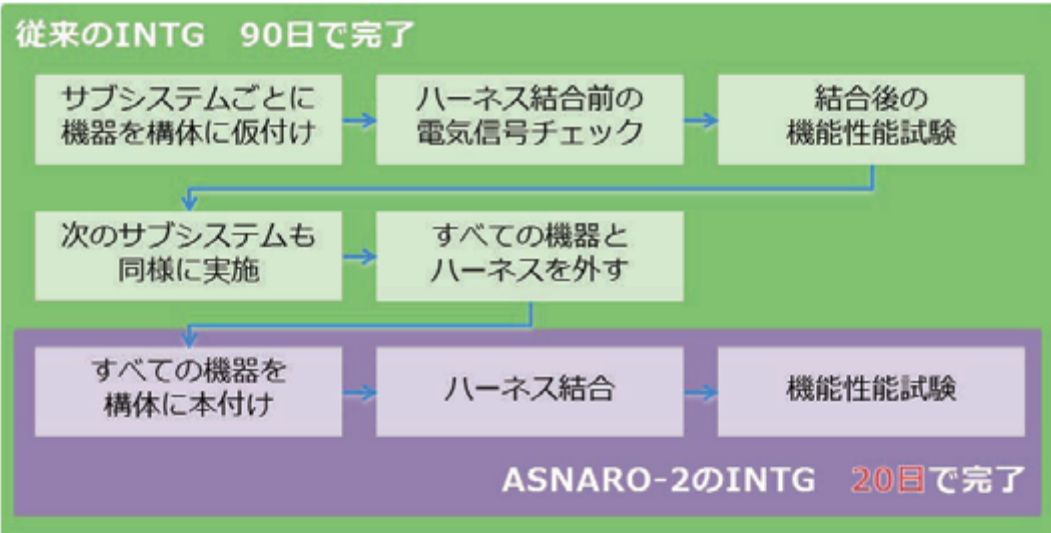 従来のINTG　90日で完了
サブシステムごとに
機器を構体に仮付け
ハーネス結合前の
電気信号チェック
結合後の
機能性能試験
次のサブシステムも
同様に実施
すべての機器と
ハーネスを外す
すべての機器を
構体に本付け
ハーネス結合
機能性能試験
ASNARO-2のINTG　20日で完了